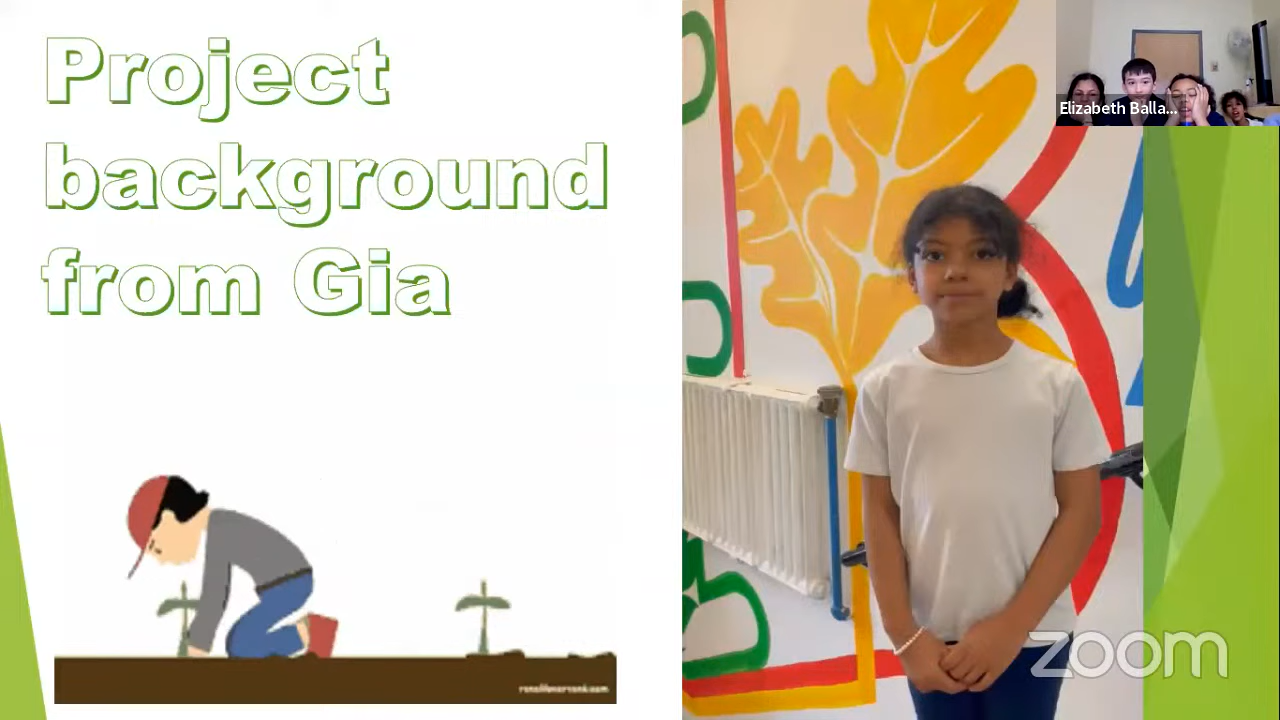 Project
background
from Gia
Elizabeth Balla...
zoom